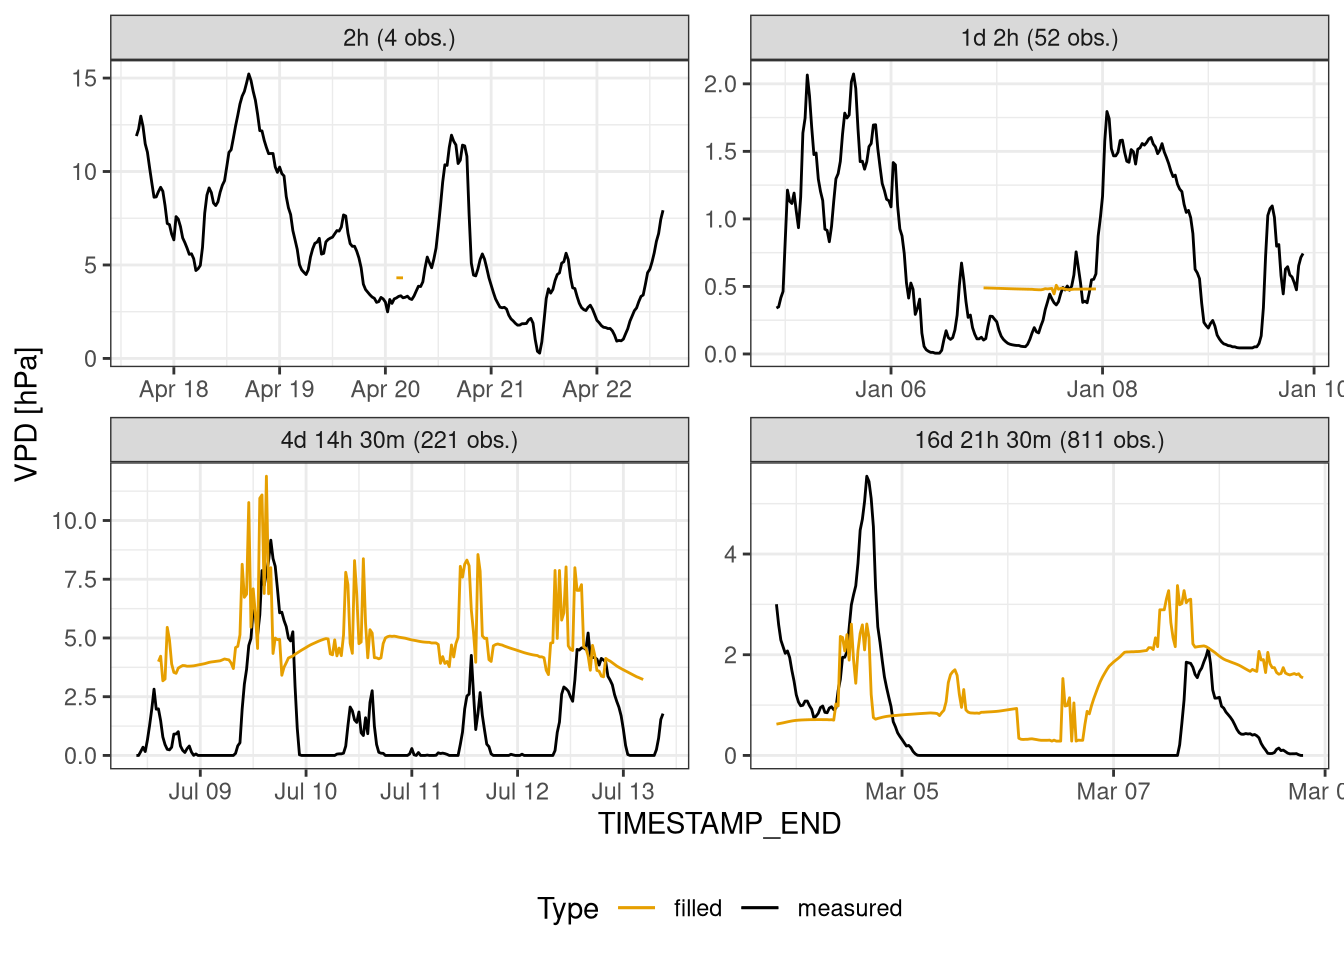 2h (4 obs.)
1d 2h (52 obs.)
15
10
5
0
2.0
1.5
1.0
0.5
0.0
Apr 18 Apr 19 Apr 20 Apr 21 Apr 22
Jan 06 Jan 08 Jan 10
VPD [hPa]
4d 14h 30m (221 obs.)
16d 21h 30m (811 obs.)
10.0
7.5
5.0
2.5
0.0
4
2
0
Jul 09 Jul 10 Jul 11 Jul 12 Jul 13
Mar 05 Mar 07 Mar 0
TIMESTAMP_END
Type filled measured